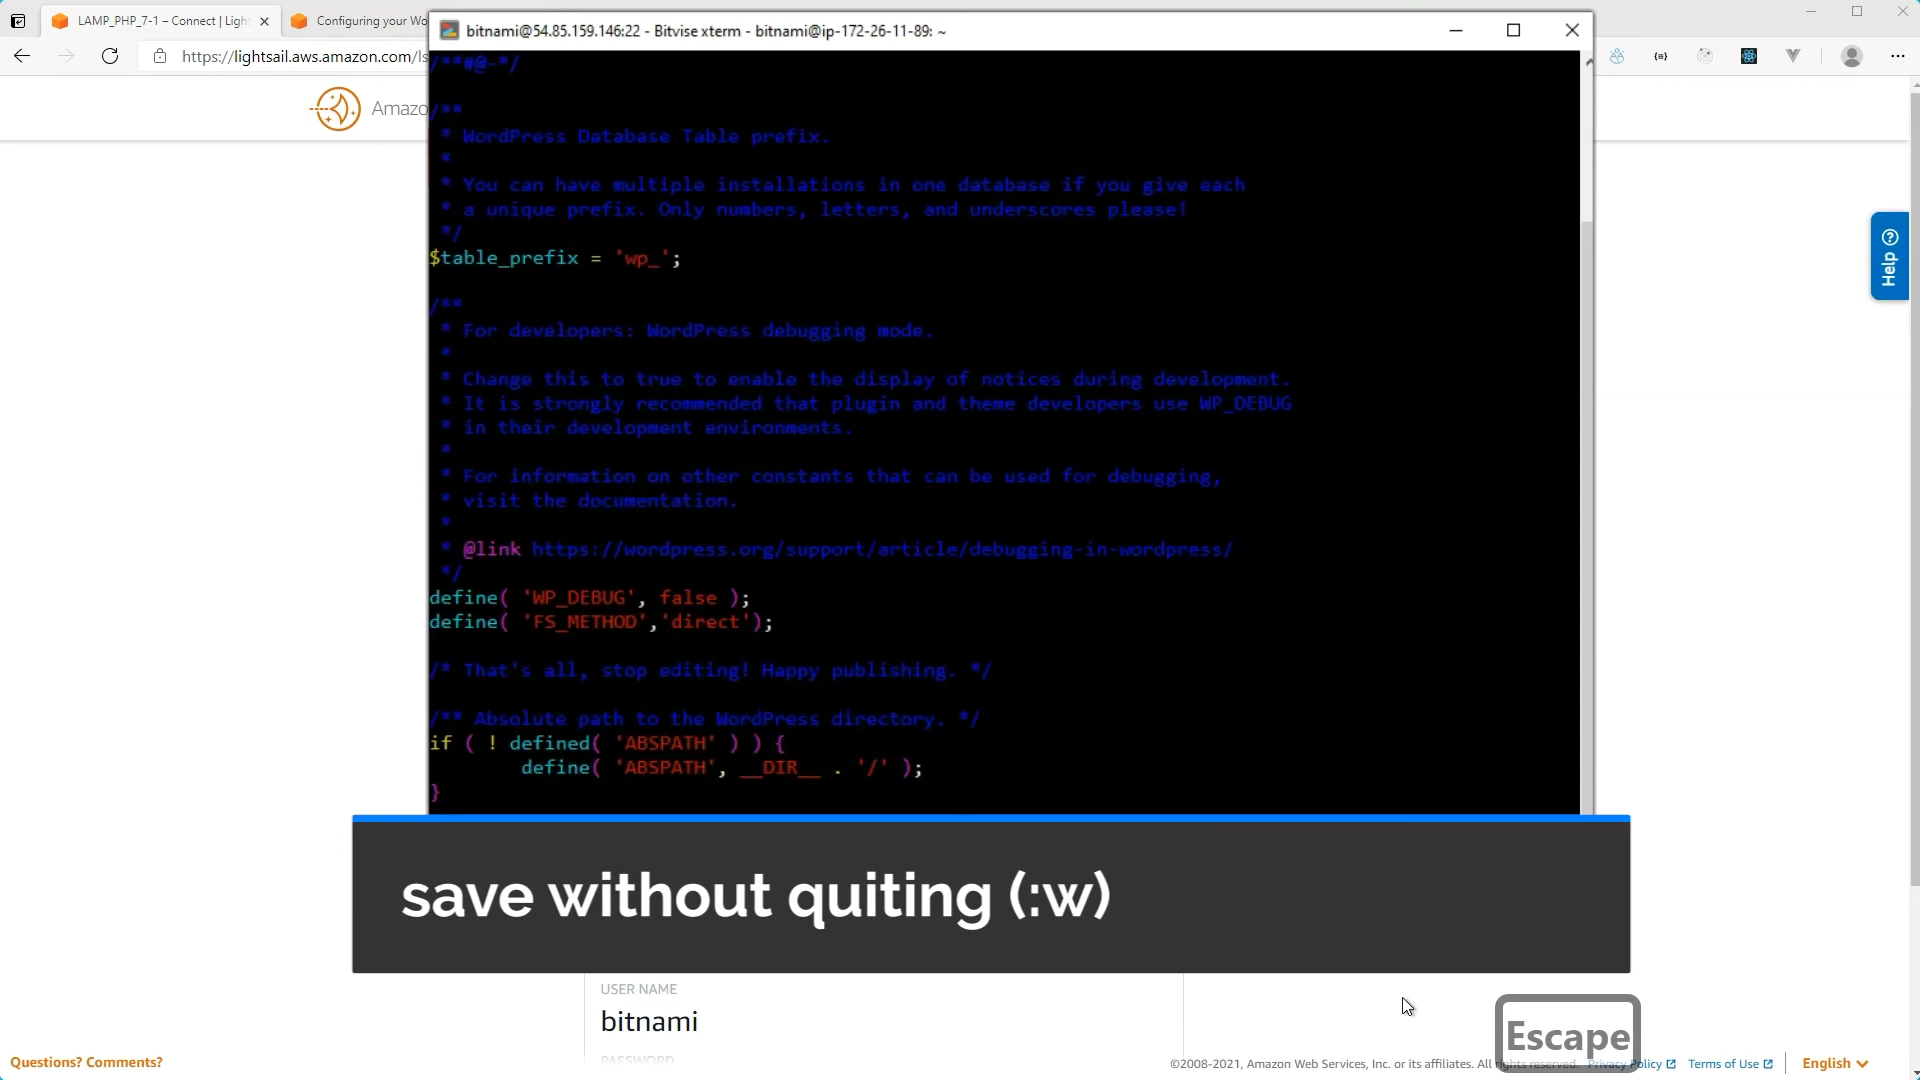 LAMP_PHP_7-1 – Connect | Light
Configuring your Wo
bitnami@54.85.159.146:22 - Bitvise xterm - bitnami@ip-172-26-11-89: ~
https://lightsail.aws.amazon.com/ls
Amazo
/**#@-*/
/**
* WordPress Database Table prefix.
*
* You can have multiple installations in one database if you give each
* a unique prefix. Only numbers, letters, and underscores please!
*/
$table_prefix = 'wp_';
/**
* For developers: WordPress debugging mode.
*
* Change this to true to enable the display of notices during development.
* It is strongly recommended that plugin and theme developers use WP_DEBUG
* in their development environments.
*
* For information on other constants that can be used for debugging,
* visit the documentation.
*
* @link https://wordpress.org/support/article/debugging-in-wordpress/
*/
define( 'WP_DEBUG', false );
define( 'FS_METHOD','direct');
/* That's all, stop editing! Happy publishing. */
/** Absolute path to the WordPress directory. */
if ( ! defined( 'ABSPATH' ) ) {
define( 'ABSPATH', __DIR__ . '/' );
}
Help
save without quiting (:w)
USER NAME
bitnami
PASSWORD
Escape
Questions? Comments?
©2008-2021, Amazon Web Services, Inc. or its affiliates. All rights reserved.
Privacy Policy
Terms of Use
English